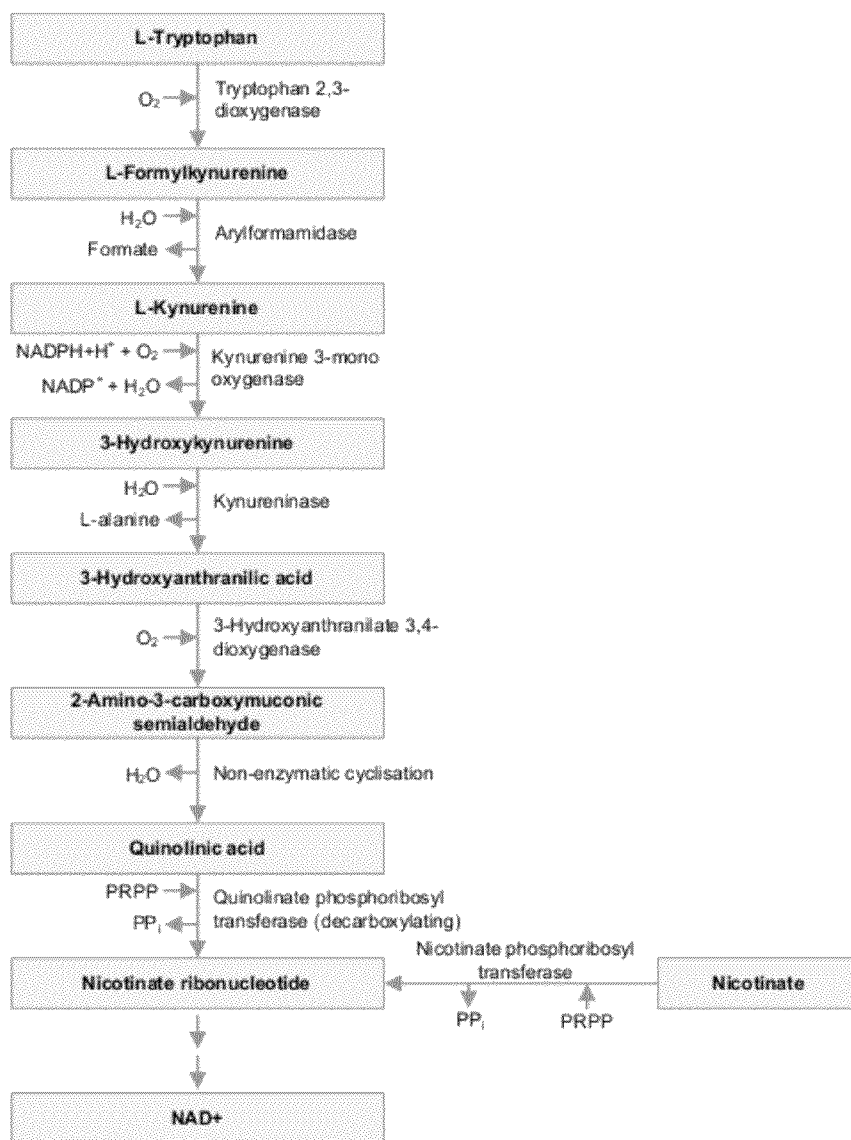 L-Tryptophan
O₂
Tryptophan 2,3-
dioxygenase
L-Formylkynurenine
H₂O
Formate
Arylformamidase
L-Kynurenine
NADPH+H⁺ + O₂
NADP⁺ + H₂O
Kynurenine 3-mono
oxygenase
3-Hydroxykynurenine
H₂O
L-alanine
Kynureninase
3-Hydroxyanthranilic acid
O₂
3-Hydroxyanthranilate 3,4-
dioxygenase
2-Amino-3-carboxymuconic
semialdehyde
H₂O
Non-enzymatic cyclisation
Quinolinic acid
PRPP
PPᵢ
Quinolinate phosphoribosyl
transferase (decarboxylating)
Nicotinate phosphoribosyl
transferase
Nicotinate ribonucleotide
Nicotinate
PPᵢ
PRPP
NAD+